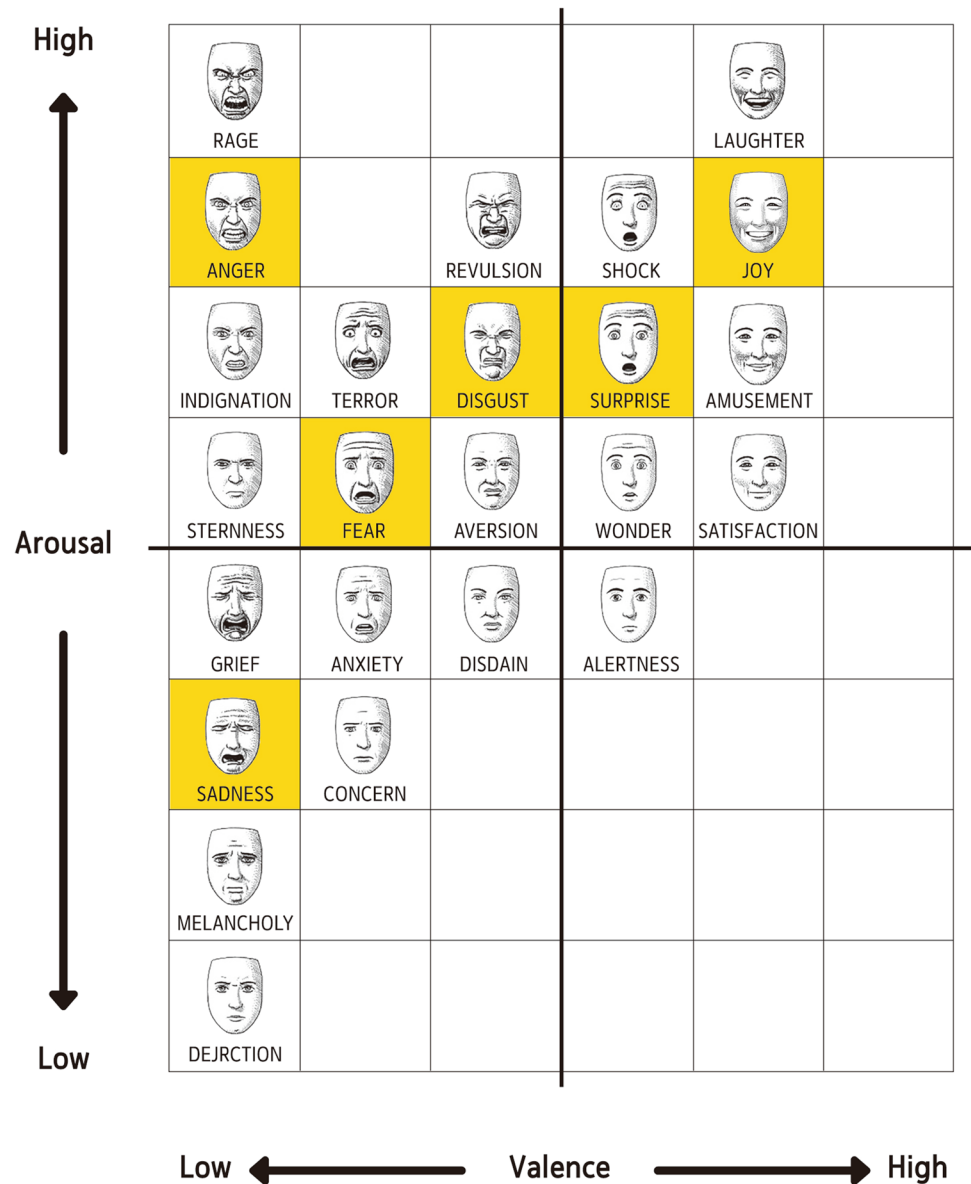 High
RAGE
LAUGHTER
ANGER
REVULSION
SHOCK
JOY
INDIGNATION
TERROR
DISGUST
SURPRISE
AMUSEMENT
STERNNESS
FEAR
AVERSION
WONDER
SATISFACTION
Arousal
GRIEF
ANXIETY
DISDAIN
ALERTNESS
SADNESS
CONCERN
MELANCHOLY
DEJRCTION
Low
Low
Valence
High